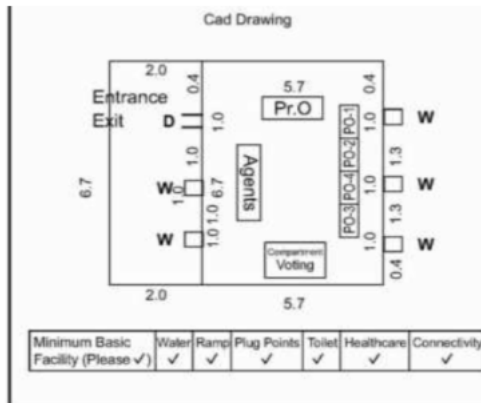 Cad Drawing
2.0
0.4
5.7
0.4
Entrance
Pr.O
Exit D
1.0
PO-1
1.0
W
PO-2
1.0
Agents
1.3
6.7
W
1.0
6.7
PO-4
1.0
W
PO-3
1.3
W
1.0
1.0
Compartment
Voting
1.0
W
0.4
2.0
5.7
Minimum Basic Facility (Please ✓) Water Ramp Plug Points Toilet Healthcare Connectivity
✓ ✓ ✓ ✓ ✓ ✓